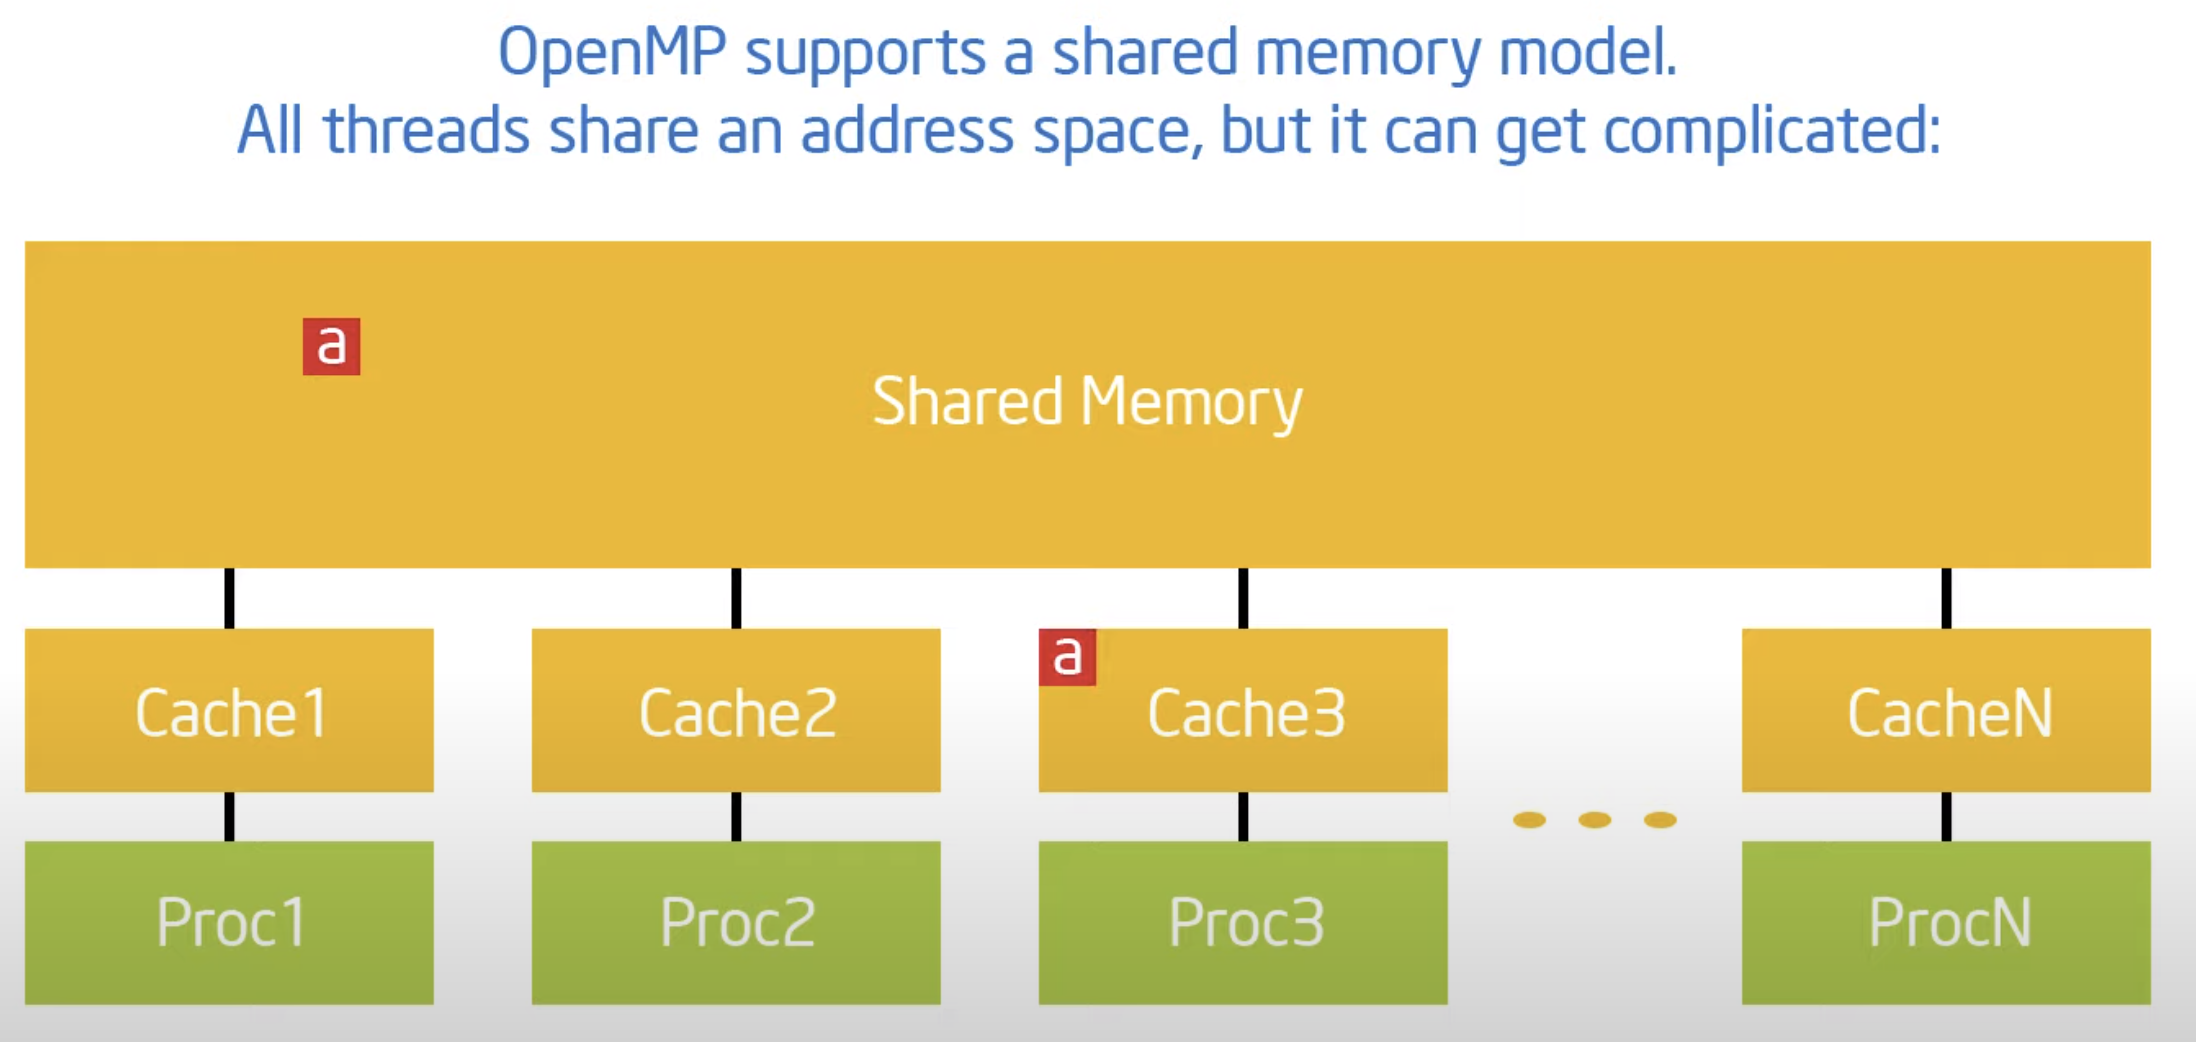 OpenMP supports a shared memory model.
All threads share an address space, but it can get complicated:
a
Shared Memory
a
Cache1
Cache2
Cache3
CacheN
Proc1
Proc2
Proc3
ProcN